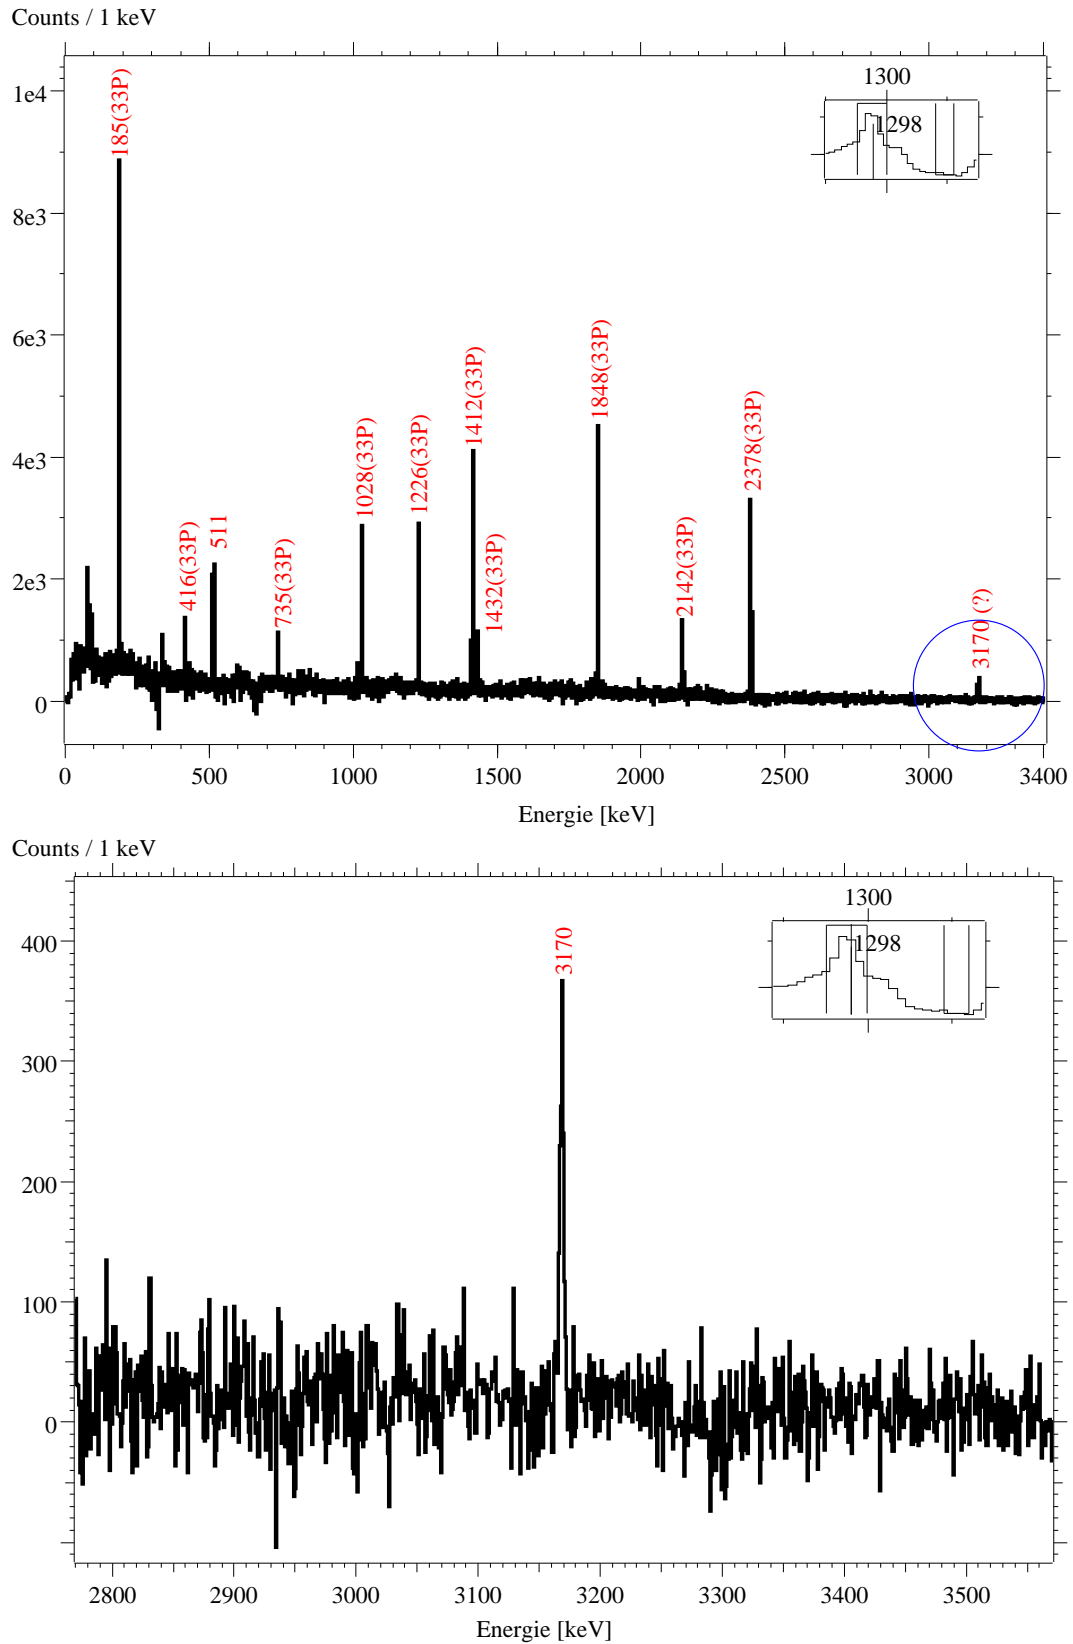 Counts / 1 keV
1e4
8e3
6e3
4e3
2e3
0
185(33P)
416(33P)
511
735(33P)
1028(33P)
1226(33P)
1412(33P)
1432(33P)
1848(33P)
2142(33P)
2378(33P)
3170 (?)
1300
1298
0 500 1000 1500 2000 2500 3000 3400
Energie [keV]
Counts / 1 keV
400
300
200
100
0
3170
1300
1298
2800 2900 3000 3100 3200 3300 3400 3500
Energie [keV]